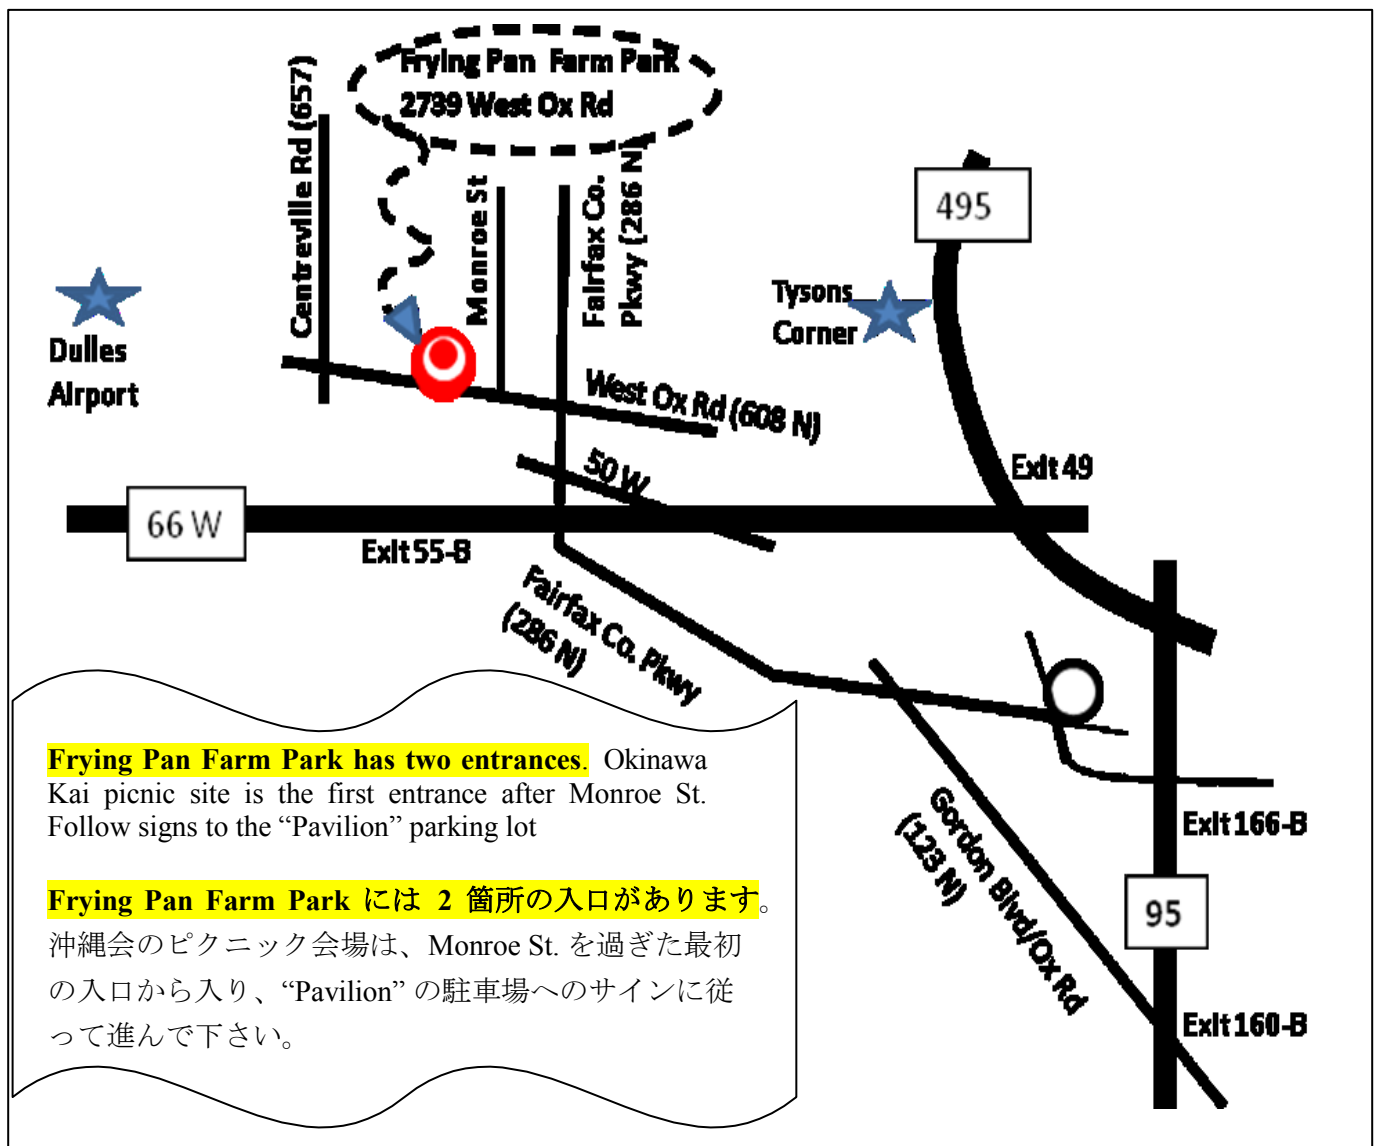 Frying Pan Farm Park
2739 West Ox Rd
Centreville Rd (657)
Monroe St
Fairfax Co.
Pkwy (286 N)
495
Tysons
Corner
Dulles
Airport
West Ox Rd (608 N)
50 W
Exit 49
66 W
Exit 55-B
Fairfax Co. Pkwy
(286 N)
Frying Pan Farm Park has two entrances. Okinawa
Kai picnic site is the first entrance after Monroe St.
Follow signs to the “Pavilion” parking lot
Frying Pan Farm Park には 2 箇所の入口があります。
沖縄会のピクニック会場は、Monroe St. を過ぎた最初
の入口から入り、“Pavilion” の駐車場へのサインに従
って進んで下さい。
Gordon Blvd/Ox Rd
(123 N)
Exit 166-B
95
Exit 160-B